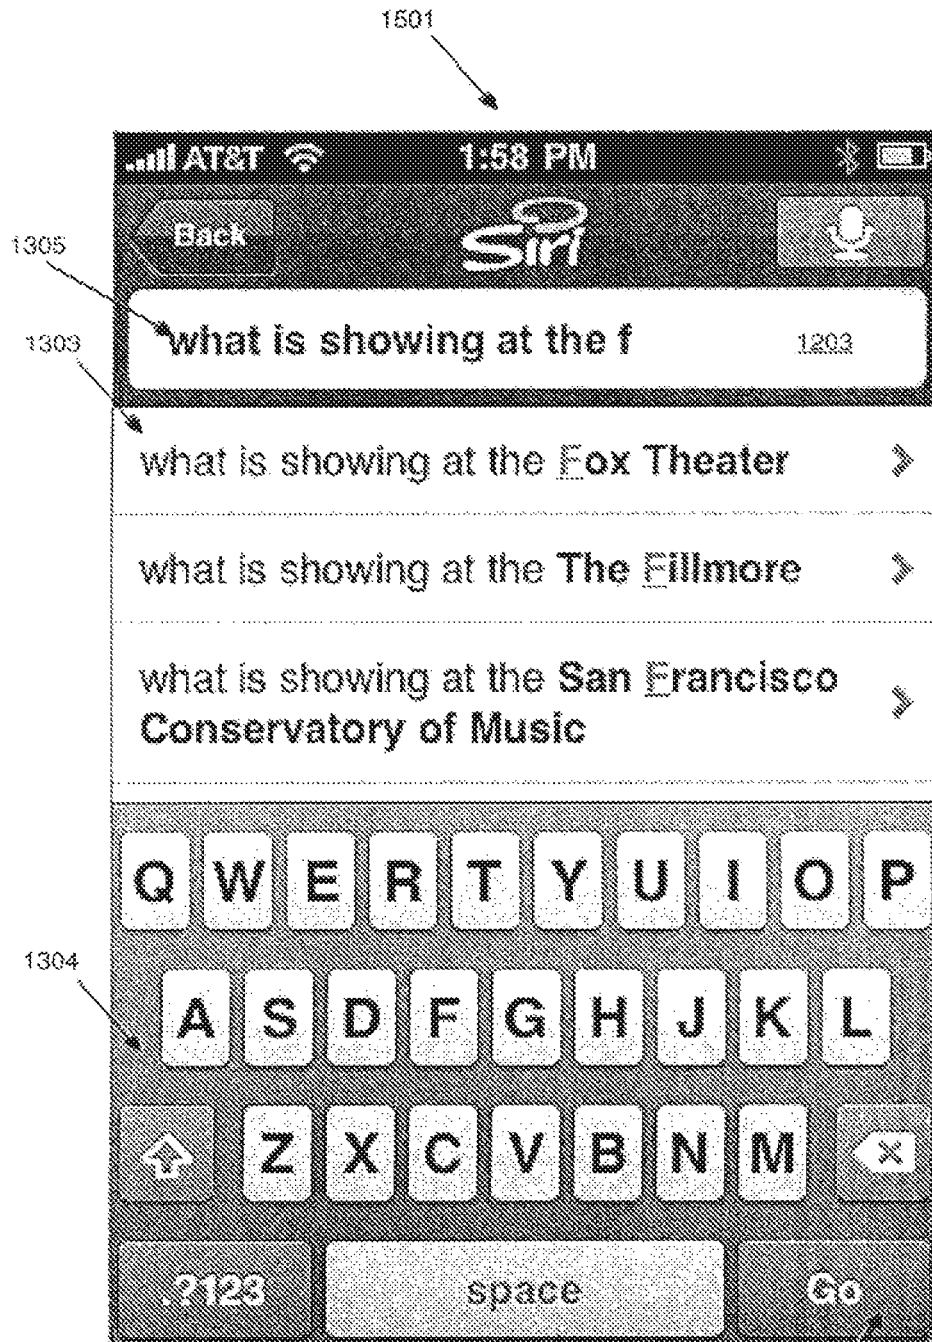 1501
AT&T 1:58 PM
Back Siri
1305
what is showing at the f 1203
1303
what is showing at the Fox Theater
what is showing at the The Fillmore
what is showing at the San Francisco
Conservatory of Music
Q W E R T Y U I O P
1304
A S D F G H J K L
Z X C V B N M
.?123 space Go